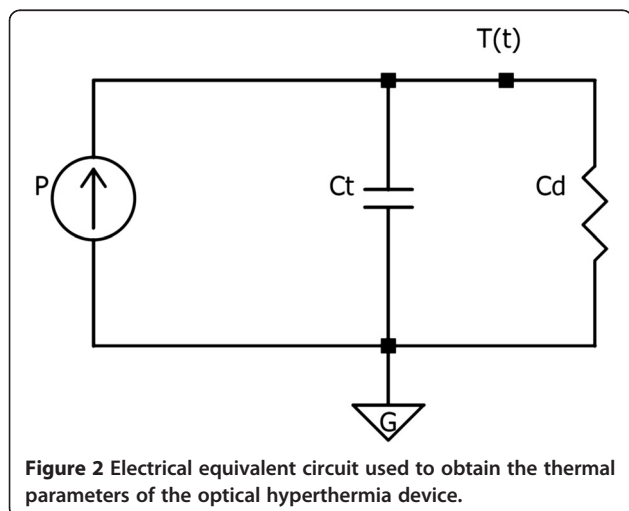 T(t)
P
Ct
Cd
G
Figure 2 Electrical equivalent circuit used to obtain the thermal
parameters of the optical hyperthermia device.